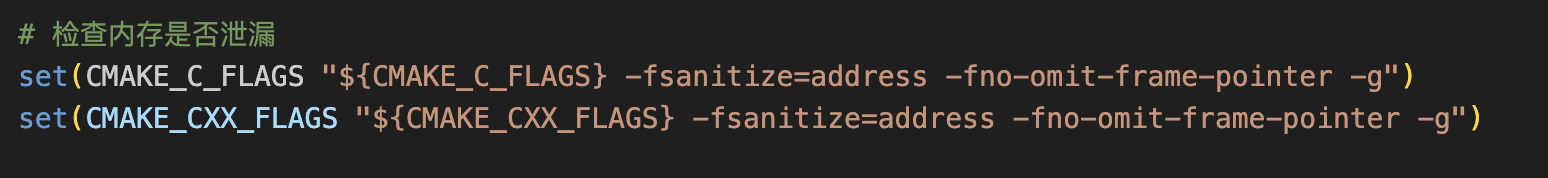 # 检查内存是否泄漏
set(CMAKE_C_FLAGS "${CMAKE_C_FLAGS} -fsanitize=address -fno-omit-frame-pointer -g")
set(CMAKE_CXX_FLAGS "${CMAKE_CXX_FLAGS} -fsanitize=address -fno-omit-frame-pointer -g")